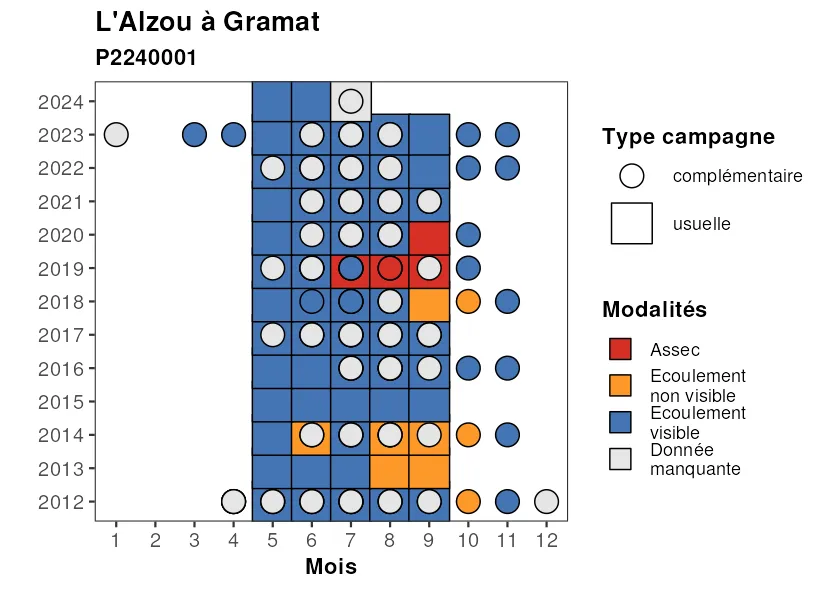 L'Alzou à Gramat
P2240001
2024
2023
2022
2021
2020
2019
2018
2017
2016
2015
2014
2013
2012
1 2 3 4 5 6 7 8 9 10 11 12
Mois
Type campagne
complémentaire
usuelle
Modalités
Assec
Ecoulement
non visible
Ecoulement
visible
Donnée
manquante